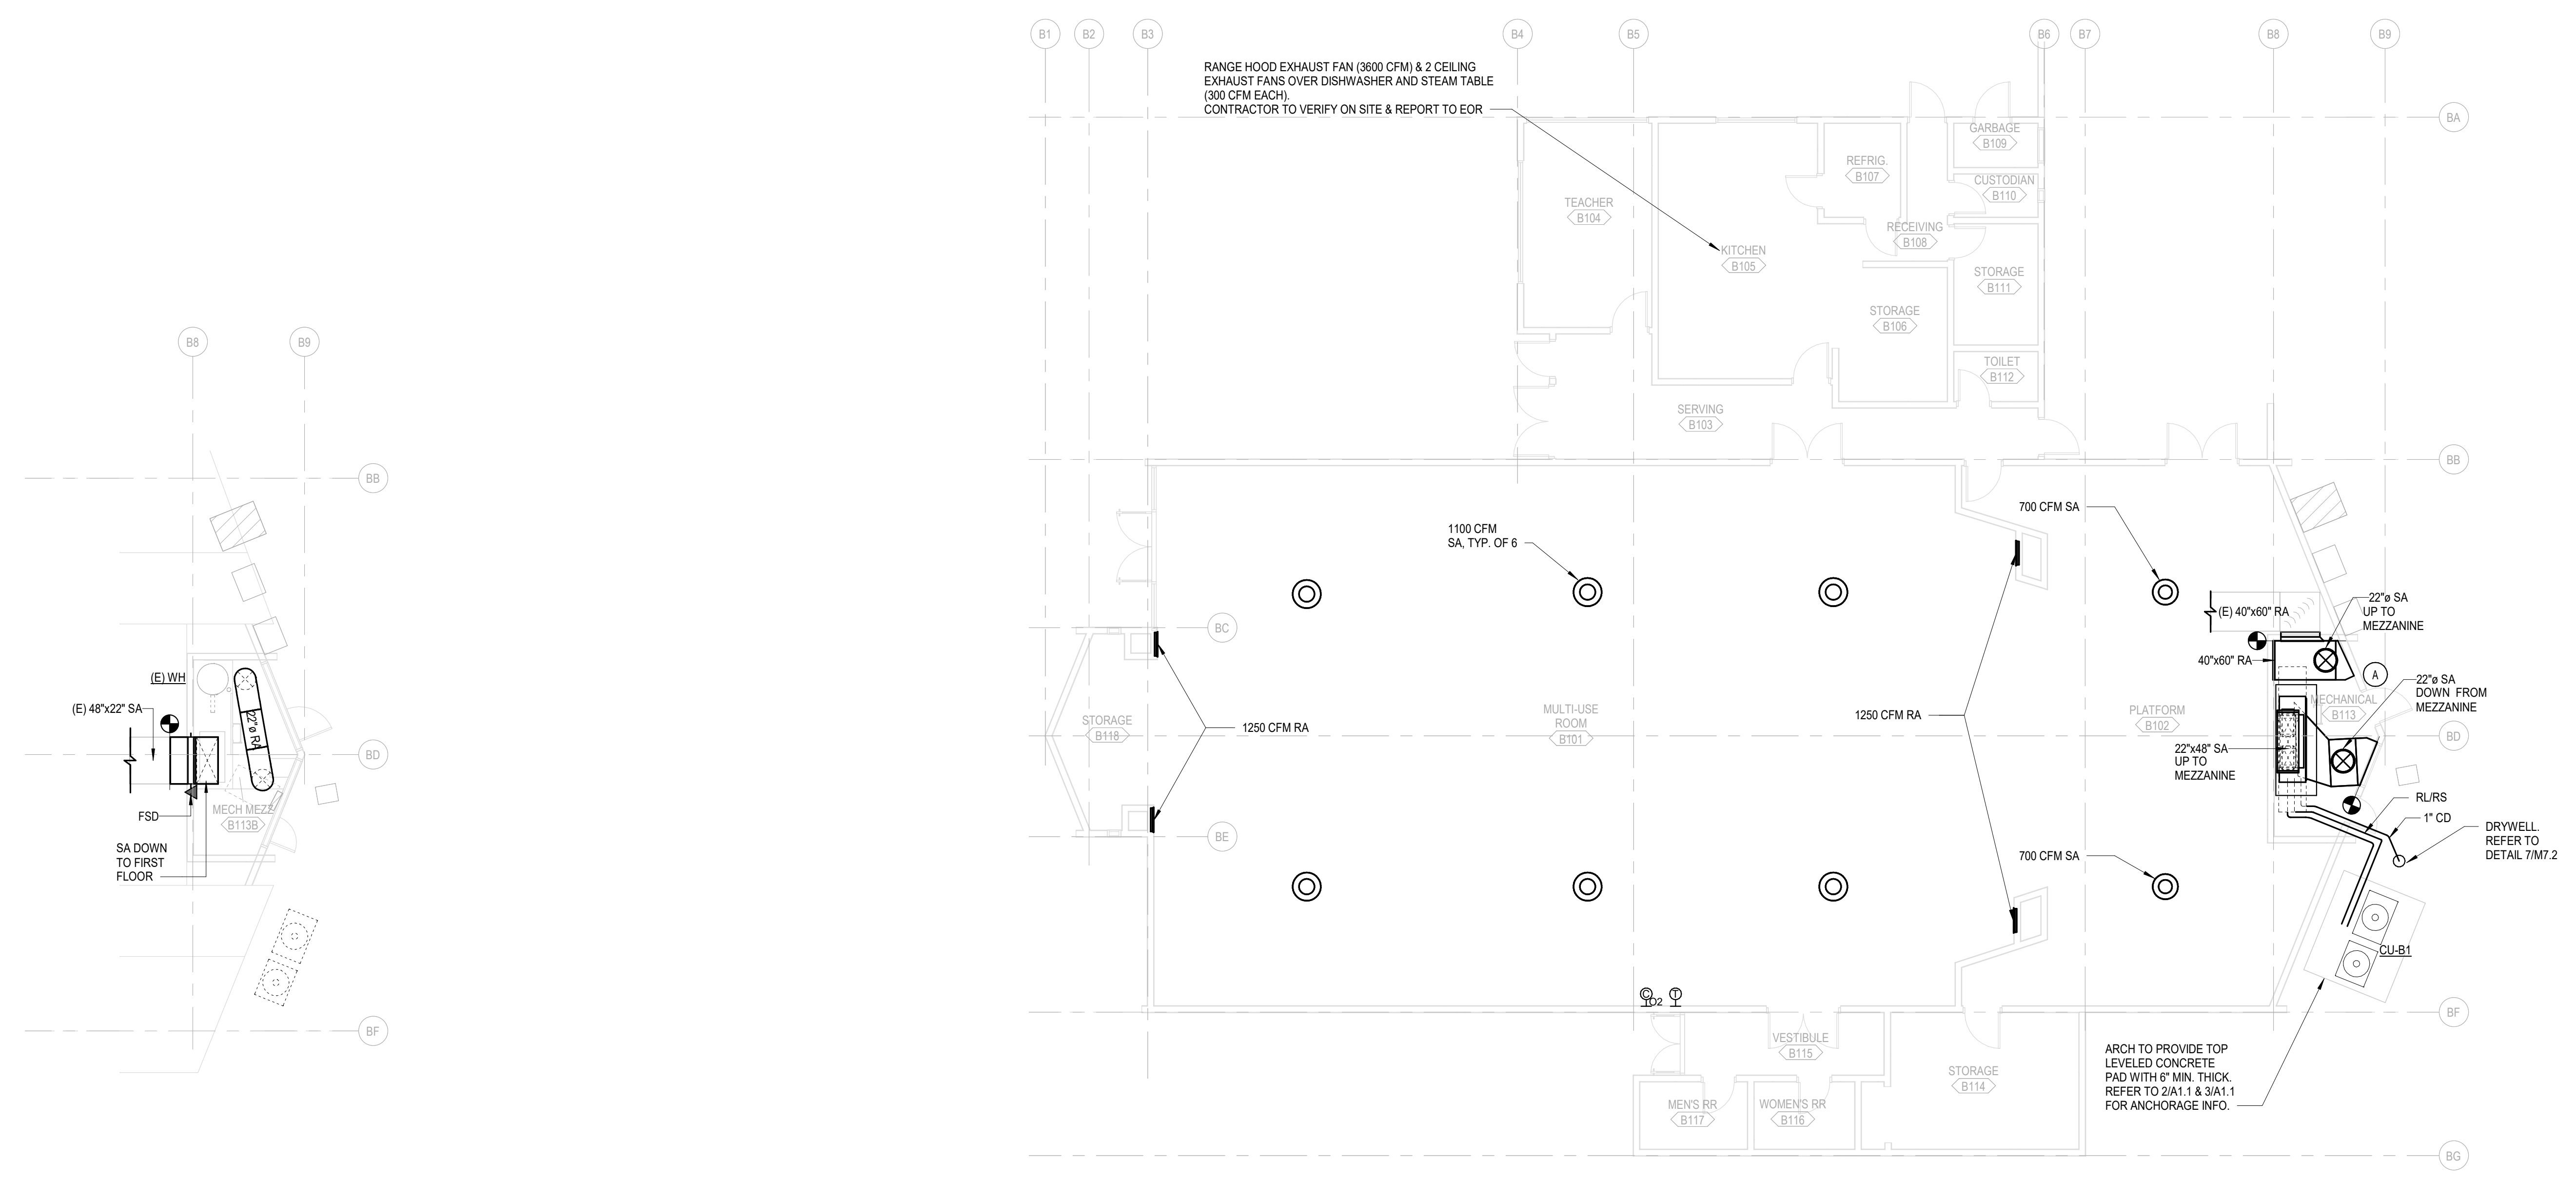 B1
B2
B3
B4
B5
B6
B7
B8
B9
RANGE HOOD EXHAUST FAN (3600 CFM) & 2 CEILING
EXHAUST FANS OVER DISHWASHER AND STEAM TABLE
(300 CFM EACH).
CONTRACTOR TO VERIFY ON SITE & REPORT TO EOR
BA
GARBAGE
B109
REFRIG.
B107
CUSTODIAN
B110
TEACHER
B104
RECEIVING
B108
KITCHEN
B105
STORAGE
B111
STORAGE
B106
TOILET
B112
SERVING
B103
BB
700 CFM SA
1100 CFM
SA, TYP. OF 6
(E) 40"x60" RA
22"ø SA
UP TO
MEZZANINE
BC
40"x60" RA
A
22"ø SA
DOWN FROM
MEZZANINE
MECHANICAL
B113
STORAGE
B118
1250 CFM RA
MULTI-USE
ROOM
B101
1250 CFM RA
PLATFORM
B102
BD
22"x48" SA
UP TO
MEZZANINE
RL/RS
1" CD
DRYWELL.
REFER TO
DETAIL 7/M7.2
BE
700 CFM SA
CU-B1
C
O2
T
BF
VESTIBULE
B115
STORAGE
B114
MEN'S RR
B117
WOMEN'S RR
B116
ARCH TO PROVIDE TOP
LEVELED CONCRETE
PAD WITH 6" MIN. THICK.
REFER TO 2/A1.1 & 3/A1.1
FOR ANCHORAGE INFO.
BG
B8
B9
BB
(E) WH
(E) 48"x22" SA
22"ø RA
BD
MECH MEZZ
B113B
FSD
SA DOWN
TO FIRST
FLOOR
BF